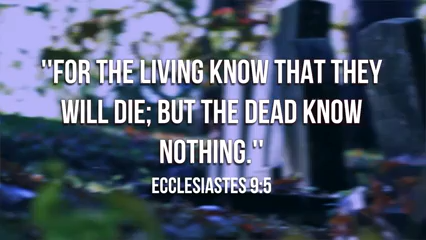 "FOR THE LIVING KNOW THAT THEY
WILL DIE; BUT THE DEAD KNOW
NOTHING."
ECCLESIASTES 9:5